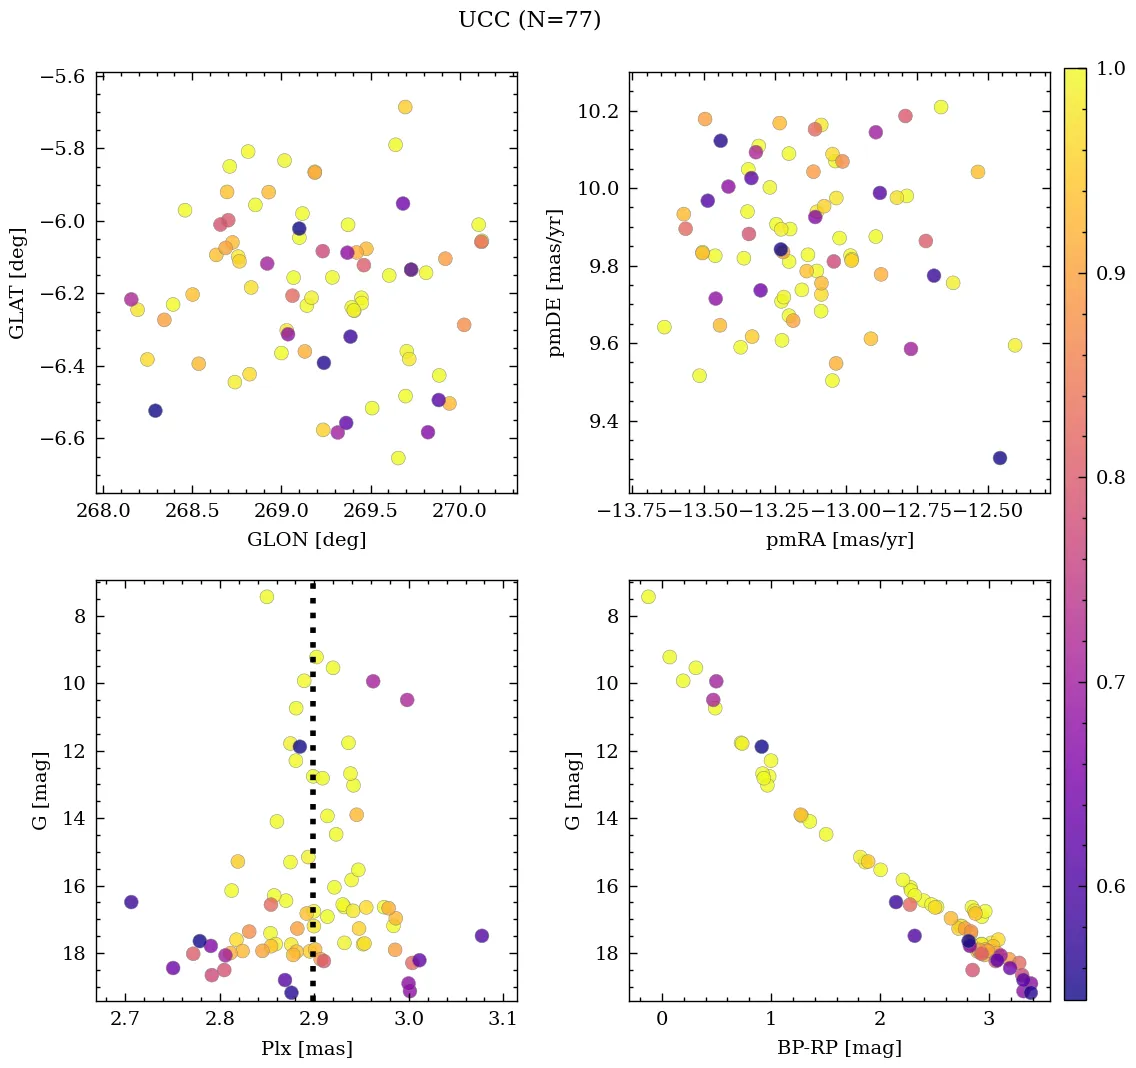 UCC (N=77)
−5.6
−5.8
−6.0
−6.2
−6.4
−6.6
GLAT [deg]
268.0 268.5 269.0 269.5 270.0
GLON [deg]
10.2
10.0
9.8
9.6
9.4
pmDE [mas/yr]
−13.75 −13.50 −13.25 −13.00 −12.75 −12.50
pmRA [mas/yr]
1.0
0.9
0.8
0.7
0.6
8
10
12
14
16
18
G [mag]
2.7 2.8 2.9 3.0 3.1
Plx [mas]
8
10
12
14
16
18
G [mag]
0 1 2 3
BP-RP [mag]